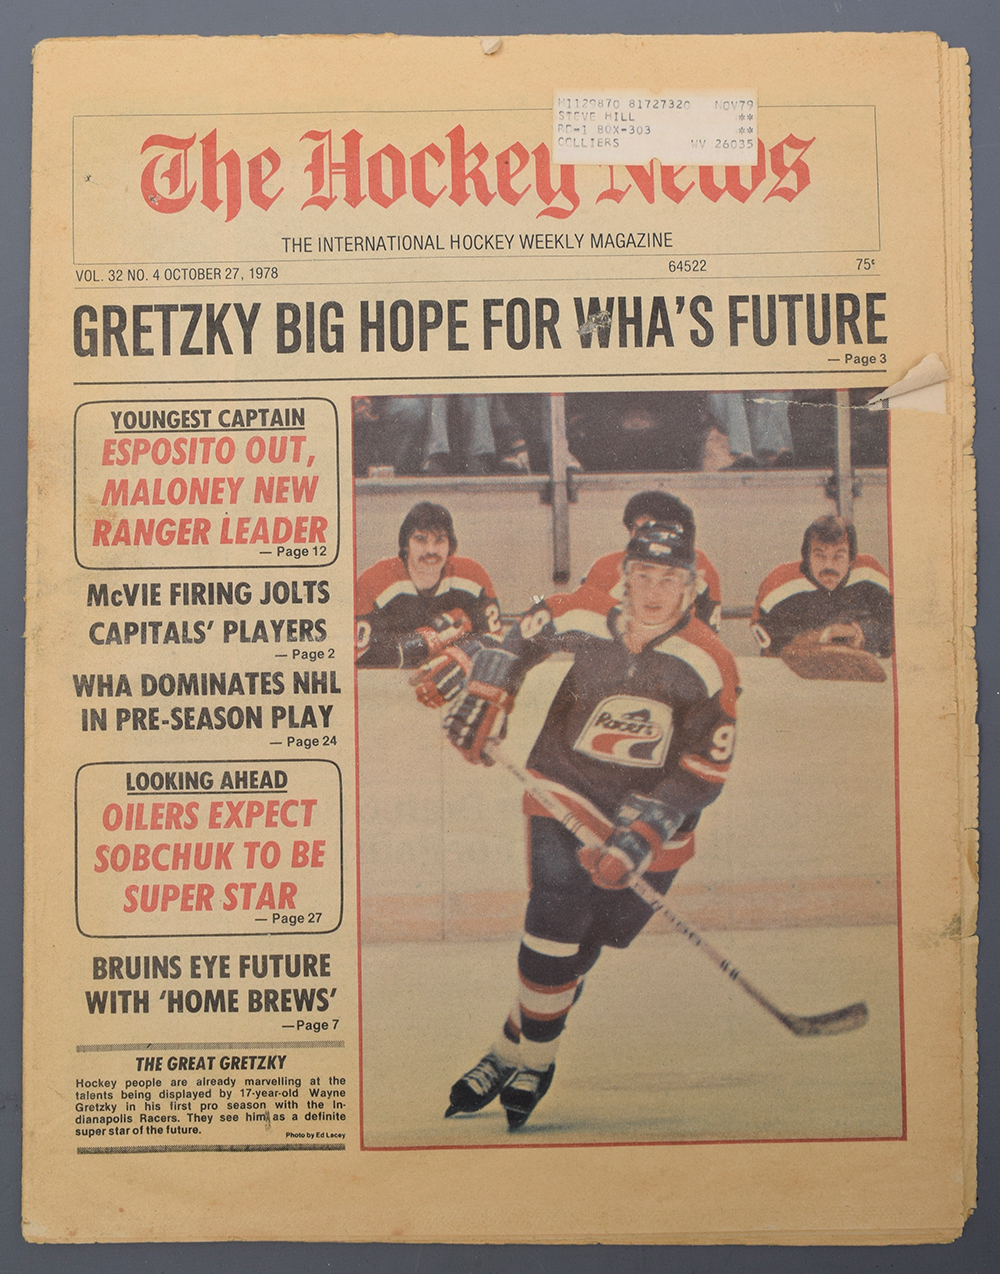 H1129870 81727320 NOV79
STEVE HILL **
RD-1 BOX-303 **
COLLIERS WV 26035
The Hockey News
THE INTERNATIONAL HOCKEY WEEKLY MAGAZINE
VOL. 32 NO. 4 OCTOBER 27, 1978 64522 75¢
GRETZKY BIG HOPE FOR WHA'S FUTURE
— Page 3
YOUNGEST CAPTAIN
ESPOSITO OUT,
MALONEY NEW
RANGER LEADER
— Page 12
McVIE FIRING JOLTS
CAPITALS' PLAYERS
— Page 2
WHA DOMINATES NHL
IN PRE-SEASON PLAY
— Page 24
LOOKING AHEAD
OILERS EXPECT
SOBCHUK TO BE
SUPER STAR
— Page 27
BRUINS EYE FUTURE
WITH 'HOME BREWS'
—Page 7
THE GREAT GRETZKY
Hockey people are already marvelling at the
talents being displayed by 17-year-old Wayne
Gretzky in his first pro season with the In-
dianapolis Racers. They see him as a definite
super star of the future.
Photo by Ed Lacey
Racers
9